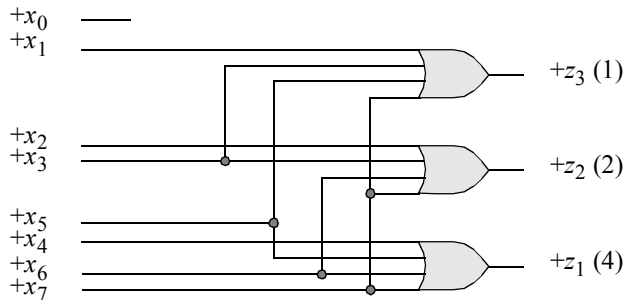 +x₀
+x₁
+z₃ (1)
+x₂
+x₃
+z₂ (2)
+x₅
+x₄
+z₁ (4)
+x₆
+x₇